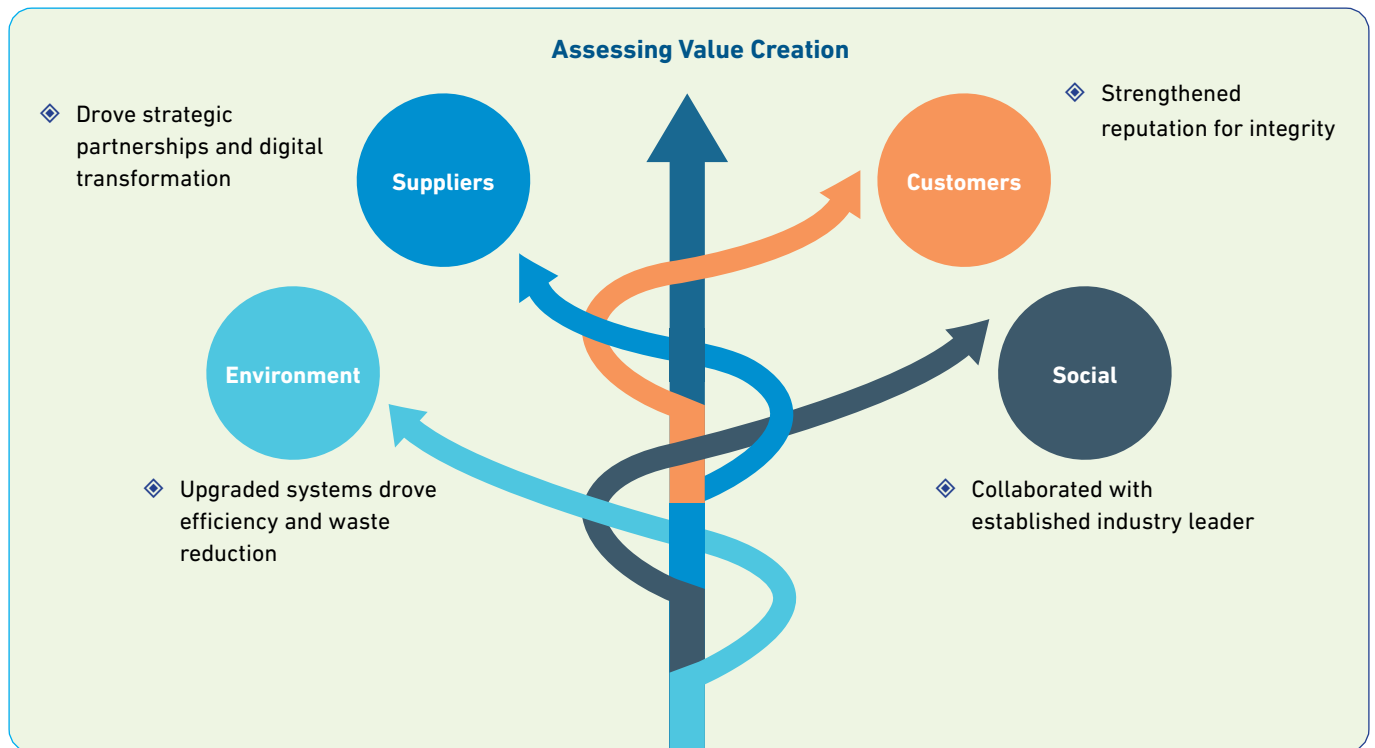 Assessing Value Creation
Drove strategic
partnerships and digital
transformation
Suppliers
Customers
Strengthened
reputation for integrity
Environment
Upgraded systems drove
efficiency and waste
reduction
Social
Collaborated with
established industry leader